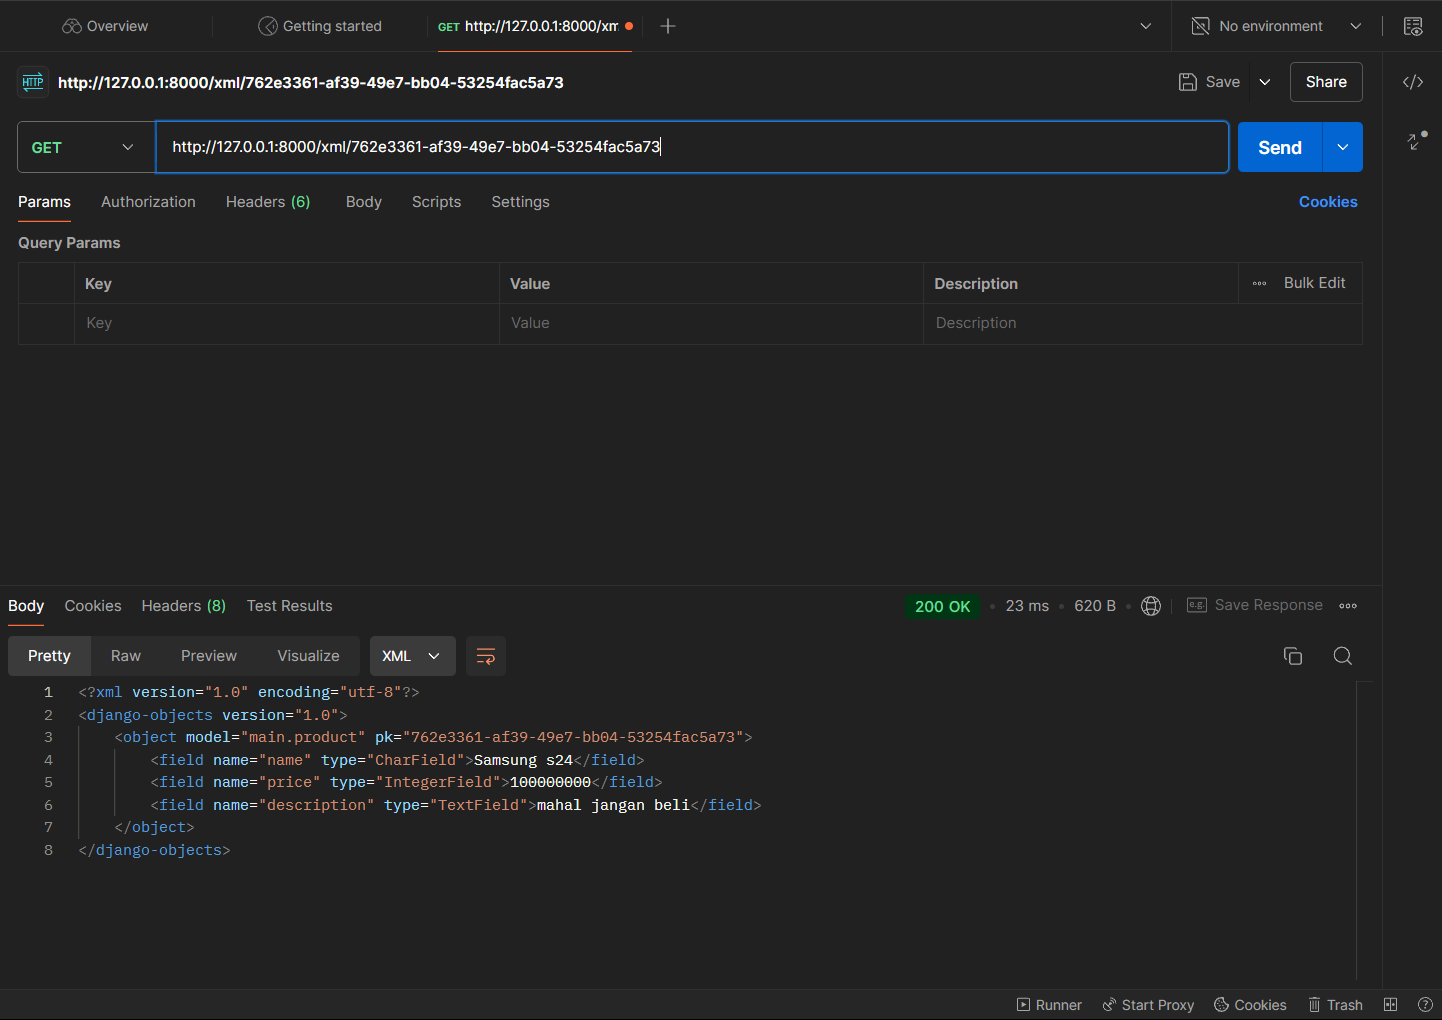 Overview
Getting started
GET http://127.0.0.1:8000/xm
No environment
HTTP
http://127.0.0.1:8000/xml/762e3361-af39-49e7-bb04-53254fac5a73
Save
Share
GET
http://127.0.0.1:8000/xml/762e3361-af39-49e7-bb04-53254fac5a73
Send
Params Authorization Headers (6) Body Scripts Settings Cookies
Query Params
Key Value Description Bulk Edit
Key Value Description
Body Cookies Headers (8) Test Results 200 OK 23 ms 620 B e.g. Save Response
Pretty Raw Preview Visualize XML
1 <?xml version="1.0" encoding="utf-8"?>
2 <django-objects version="1.0">
3 <object model="main.product" pk="762e3361-af39-49e7-bb04-53254fac5a73">
4 <field name="name" type="CharField">Samsung s24</field>
5 <field name="price" type="IntegerField">100000000</field>
6 <field name="description" type="TextField">mahal jangan beli</field>
7 </object>
8 </django-objects>
Runner Start Proxy Cookies Trash